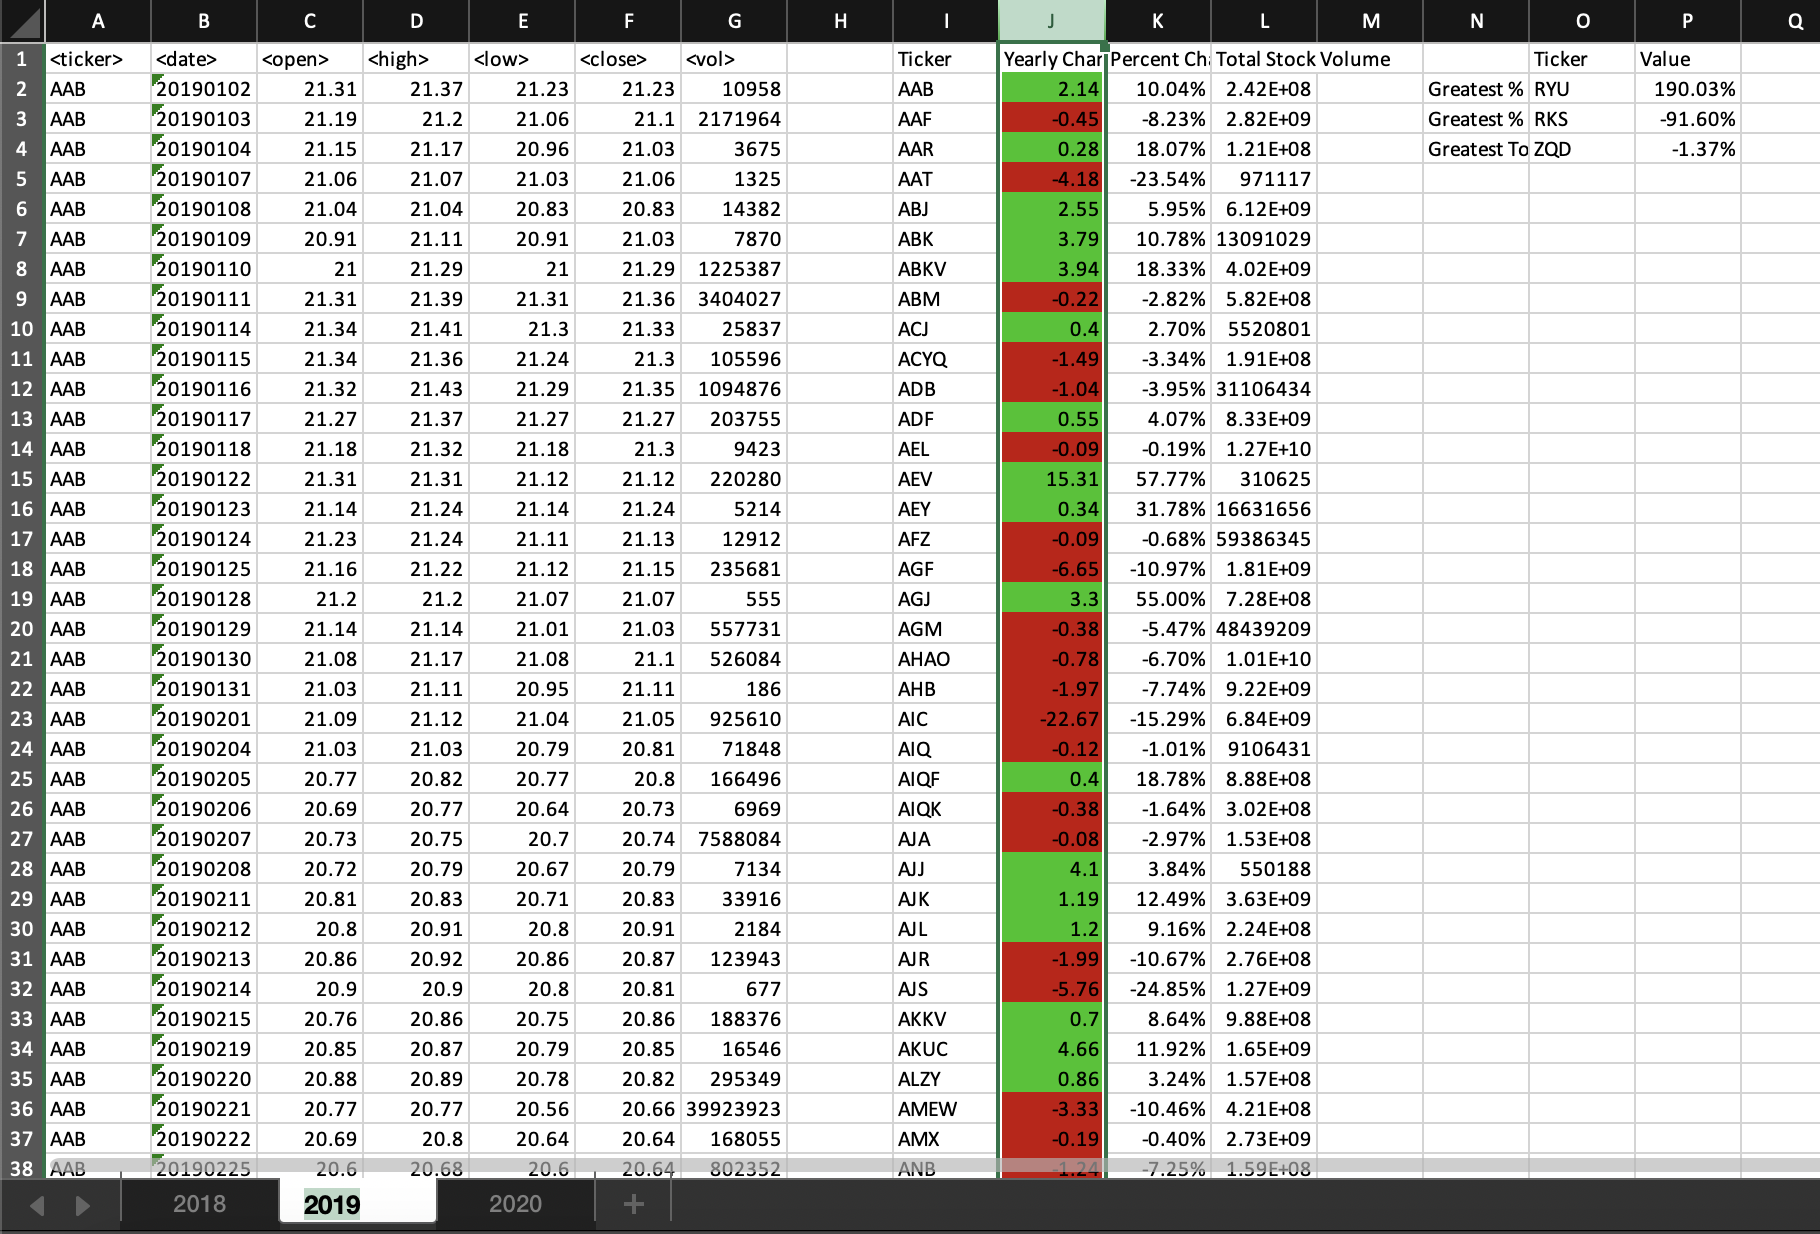 A B C D E F G H I J K L M N O P Q
1 <ticker> <date> <open> <high> <low> <close> <vol> Ticker Yearly Char Percent Ch Total Stock Volume Ticker Value
2 AAB 20190102 21.31 21.37 21.23 21.23 10958 AAB 2.14 10.04% 2.42E+08 Greatest % RYU 190.03%
3 AAB 20190103 21.19 21.2 21.06 21.1 2171964 AAF -0.45 -8.23% 2.82E+09 Greatest % RKS -91.60%
4 AAB 20190104 21.15 21.17 20.96 21.03 3675 AAR 0.28 18.07% 1.21E+08 Greatest To ZQD -1.37%
5 AAB 20190107 21.06 21.07 21.03 21.06 1325 AAT -4.18 -23.54% 971117
6 AAB 20190108 21.04 21.04 20.83 20.83 14382 ABJ 2.55 5.95% 6.12E+09
7 AAB 20190109 20.91 21.11 20.91 21.03 7870 ABK 3.79 10.78% 13091029
8 AAB 20190110 21 21.29 21 21.29 1225387 ABKV 3.94 18.33% 4.02E+09
9 AAB 20190111 21.31 21.39 21.31 21.36 3404027 ABM -0.22 -2.82% 5.82E+08
10 AAB 20190114 21.34 21.41 21.3 21.33 25837 ACJ 0.4 2.70% 5520801
11 AAB 20190115 21.34 21.36 21.24 21.3 105596 ACYQ -1.49 -3.34% 1.91E+08
12 AAB 20190116 21.32 21.43 21.29 21.35 1094876 ADB -1.04 -3.95% 31106434
13 AAB 20190117 21.27 21.37 21.27 21.27 203755 ADF 0.55 4.07% 8.33E+09
14 AAB 20190118 21.18 21.32 21.18 21.3 9423 AEL -0.09 -0.19% 1.27E+10
15 AAB 20190122 21.31 21.31 21.12 21.12 220280 AEV 15.31 57.77% 310625
16 AAB 20190123 21.14 21.24 21.14 21.24 5214 AEY 0.34 31.78% 16631656
17 AAB 20190124 21.23 21.24 21.11 21.13 12912 AFZ -0.09 -0.68% 59386345
18 AAB 20190125 21.16 21.22 21.12 21.15 235681 AGF -6.65 -10.97% 1.81E+09
19 AAB 20190128 21.2 21.2 21.07 21.07 555 AGJ 3.3 55.00% 7.28E+08
20 AAB 20190129 21.14 21.14 21.01 21.03 557731 AGM -0.38 -5.47% 48439209
21 AAB 20190130 21.08 21.17 21.08 21.1 526084 AHAO -0.78 -6.70% 1.01E+10
22 AAB 20190131 21.03 21.11 20.95 21.11 186 AHB -1.97 -7.74% 9.22E+09
23 AAB 20190201 21.09 21.12 21.04 21.05 925610 AIC -22.67 -15.29% 6.84E+09
24 AAB 20190204 21.03 21.03 20.79 20.81 71848 AIQ -0.12 -1.01% 9106431
25 AAB 20190205 20.77 20.82 20.77 20.8 166496 AIQF 0.4 18.78% 8.88E+08
26 AAB 20190206 20.69 20.77 20.64 20.73 6969 AIQK -0.38 -1.64% 3.02E+08
27 AAB 20190207 20.73 20.75 20.7 20.74 7588084 AJA -0.08 -2.97% 1.53E+08
28 AAB 20190208 20.72 20.79 20.67 20.79 7134 AJJ 4.1 3.84% 550188
29 AAB 20190211 20.81 20.83 20.71 20.83 33916 AJK 1.19 12.49% 3.63E+09
30 AAB 20190212 20.8 20.91 20.8 20.91 2184 AJL 1.2 9.16% 2.24E+08
31 AAB 20190213 20.86 20.92 20.86 20.87 123943 AJR -1.99 -10.67% 2.76E+08
32 AAB 20190214 20.9 20.9 20.8 20.81 677 AJS -5.76 -24.85% 1.27E+09
33 AAB 20190215 20.76 20.86 20.75 20.86 188376 AKKV 0.7 8.64% 9.88E+08
34 AAB 20190219 20.85 20.87 20.79 20.85 16546 AKUC 4.66 11.92% 1.65E+09
35 AAB 20190220 20.88 20.89 20.78 20.82 295349 ALZY 0.86 3.24% 1.57E+08
36 AAB 20190221 20.77 20.77 20.56 20.66 39923923 AMEW -3.33 -10.46% 4.21E+08
37 AAB 20190222 20.69 20.8 20.64 20.64 168055 AMX -0.19 -0.40% 2.73E+09
38 AAB 20190225 20.6 20.68 20.6 20.64 802352 ANB -1.24 -7.25% 1.59E+08
2018 2019 2020 +